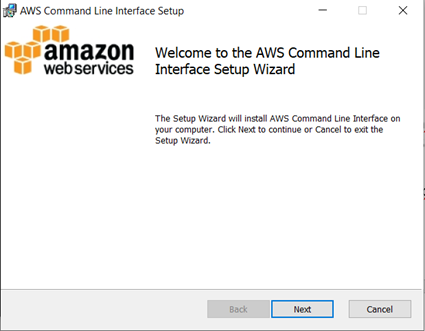 AWS Command Line Interface Setup
amazon
web services
Welcome to the AWS Command Line
Interface Setup Wizard
The Setup Wizard will install AWS Command Line Interface on
your computer. Click Next to continue or Cancel to exit the
Setup Wizard.
Back
Next
Cancel